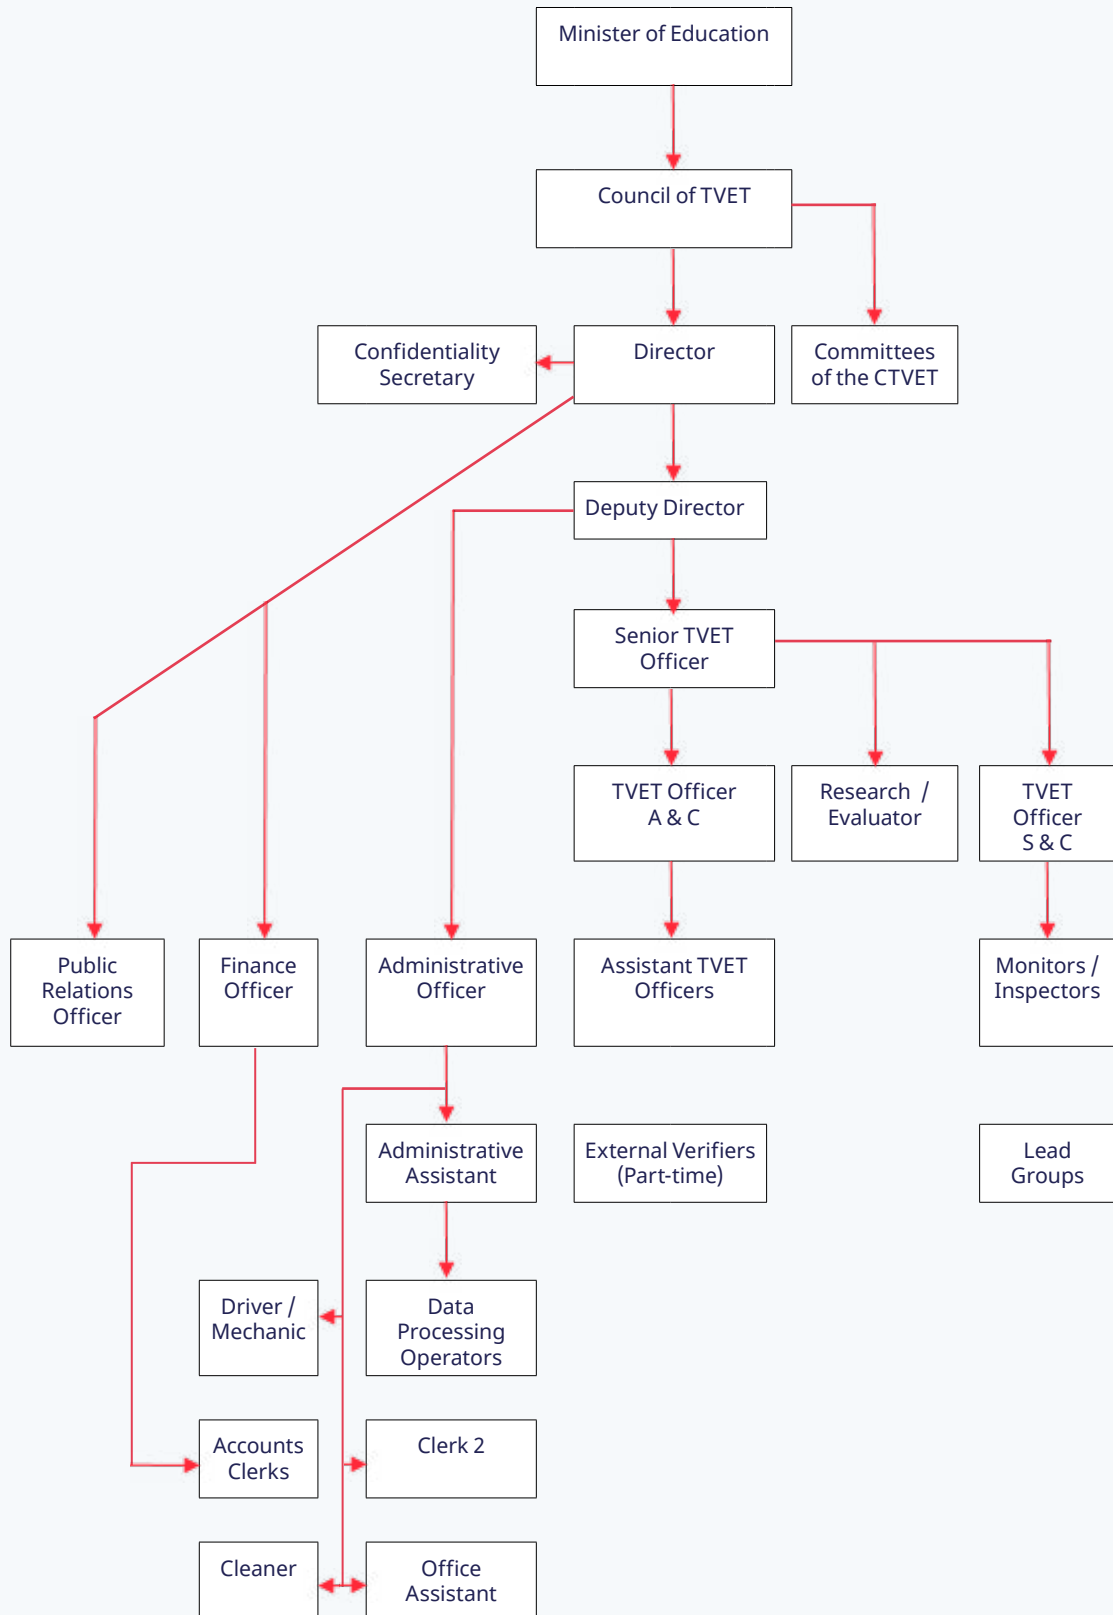 Minister of Education
Council of TVET
Confidentiality
Secretary
Director
Committees
of the CTVET
Deputy Director
Senior TVET
Officer
TVET Officer
A & C
Research /
Evaluator
TVET
Officer
S & C
Public
Relations
Officer
Finance
Officer
Administrative
Officer
Assistant TVET
Officers
Monitors /
Inspectors
Administrative
Assistant
External Verifiers
(Part-time)
Lead
Groups
Driver /
Mechanic
Data
Processing
Operators
Accounts
Clerks
Clerk 2
Cleaner
Office
Assistant